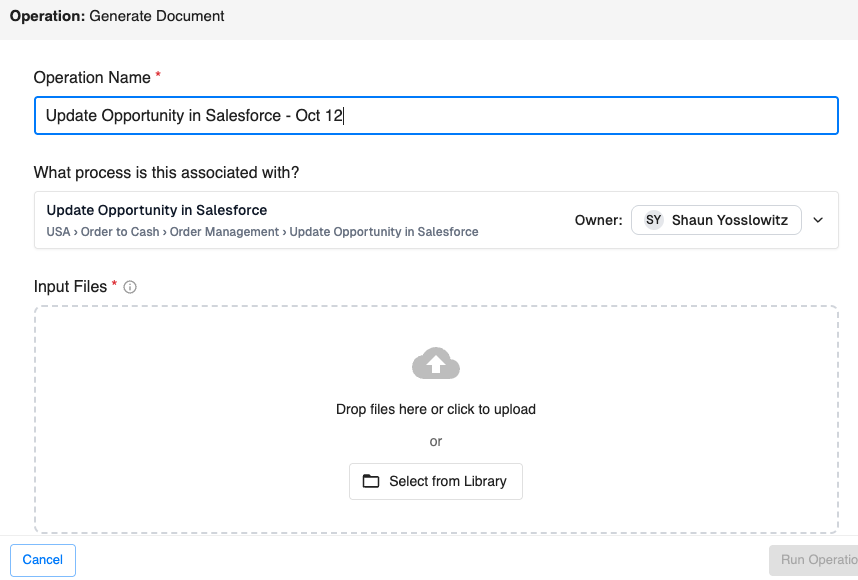 Operation: Generate Document
Operation Name *
Update Opportunity in Salesforce - Oct 12
What process is this associated with?
Update Opportunity in Salesforce
USA › Order to Cash › Order Management › Update Opportunity in Salesforce
Owner: SY Shaun Yosslowitz
Input Files *
Drop files here or click to upload
or
Select from Library
Cancel
Run Operatio